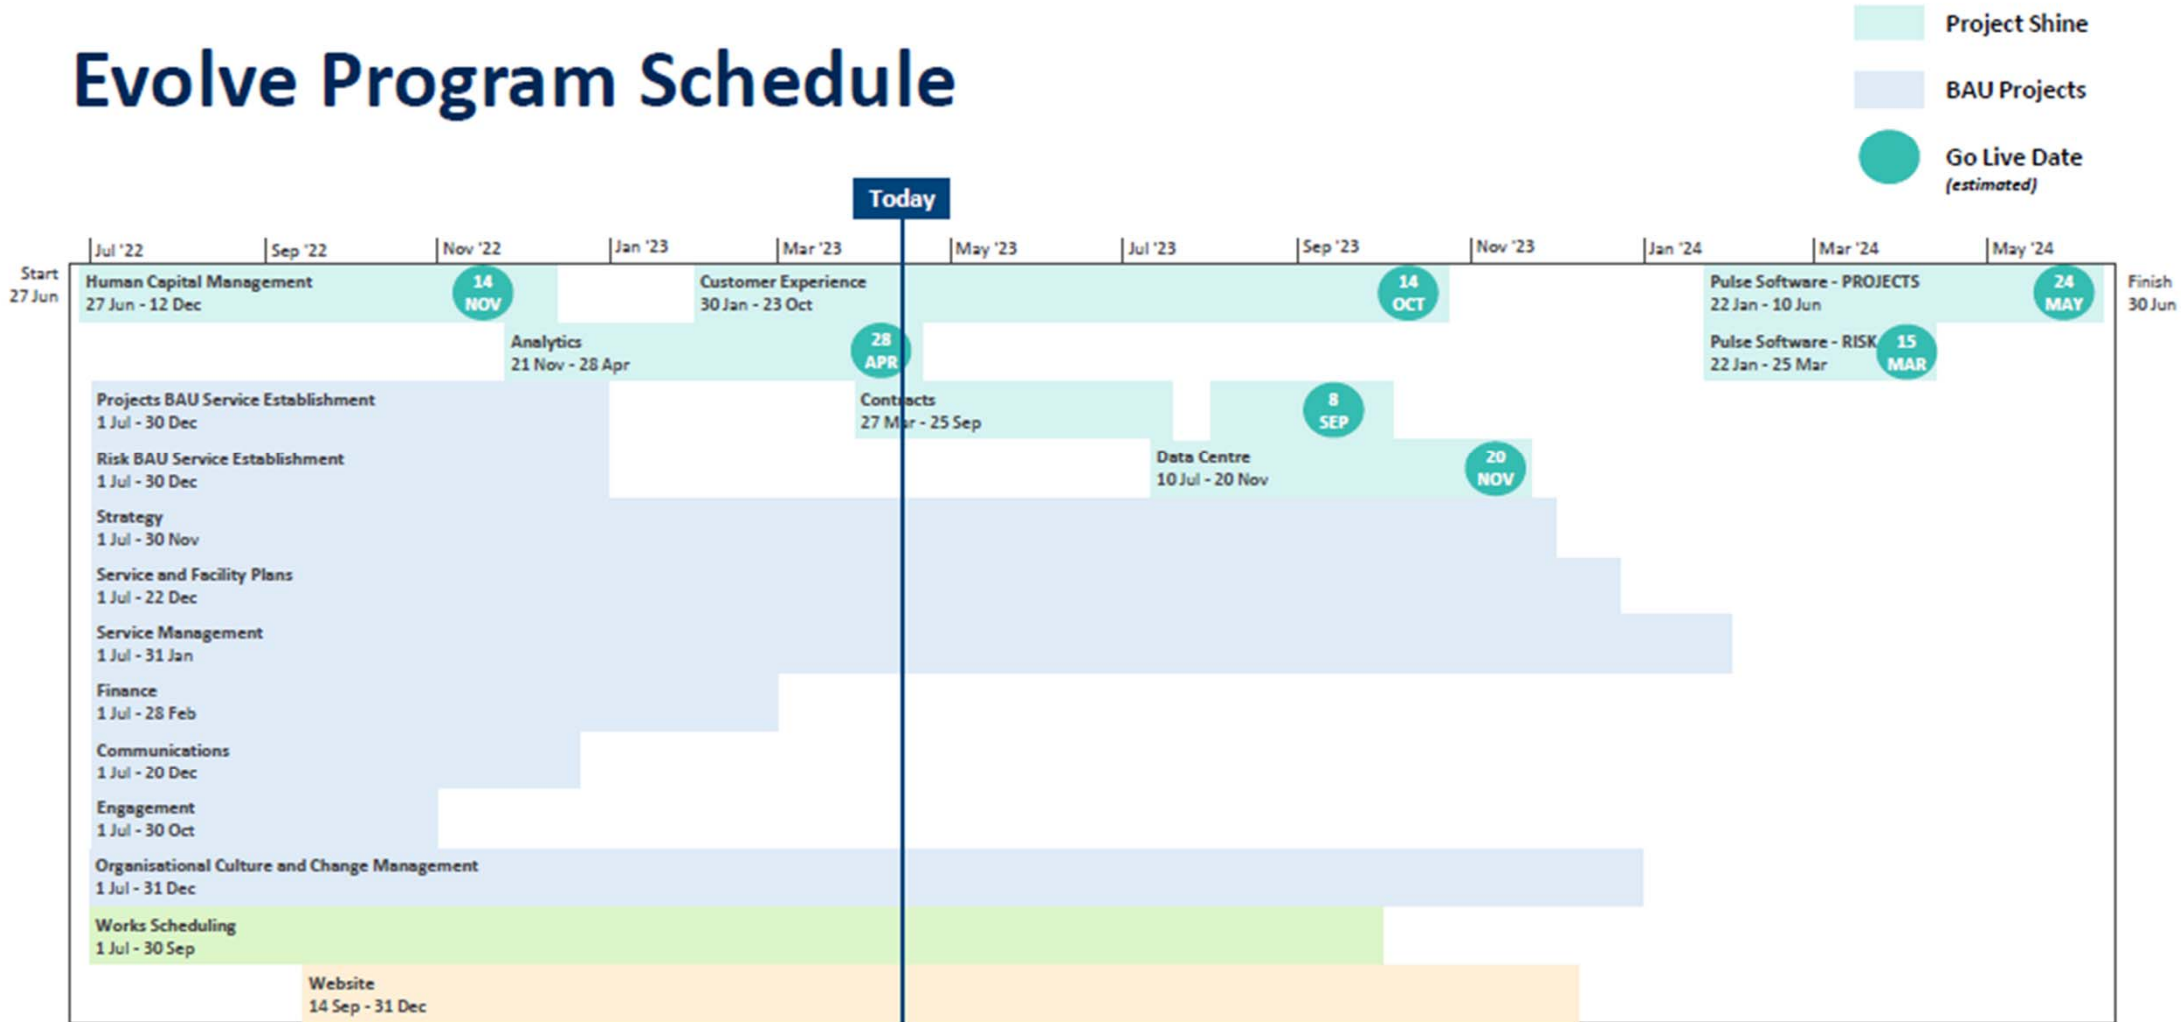 Evolve Program Schedule
Project Shine
BAU Projects
Go Live Date
(estimated)
Today
Jul '22
Sep '22
Nov '22
Jan '23
Mar '23
May '23
Jul '23
Sep '23
Nov '23
Jan '24
Mar '24
May '24
Start
27 Jun
Finish
30 Jun
Human Capital Management
27 Jun - 12 Dec
14
NOV
Customer Experience
30 Jan - 23 Oct
14
OCT
Pulse Software - PROJECTS
22 Jan - 10 Jun
24
MAY
Analytics
21 Nov - 28 Apr
28
APR
Pulse Software - RISK
22 Jan - 25 Mar
15
MAR
Projects BAU Service Establishment
1 Jul - 30 Dec
Contracts
27 Mar - 25 Sep
8
SEP
Risk BAU Service Establishment
1 Jul - 30 Dec
Data Centre
10 Jul - 20 Nov
20
NOV
Strategy
1 Jul - 30 Nov
Service and Facility Plans
1 Jul - 22 Dec
Service Management
1 Jul - 31 Jan
Finance
1 Jul - 28 Feb
Communications
1 Jul - 20 Dec
Engagement
1 Jul - 30 Oct
Organisational Culture and Change Management
1 Jul - 31 Dec
Works Scheduling
1 Jul - 30 Sep
Website
14 Sep - 31 Dec